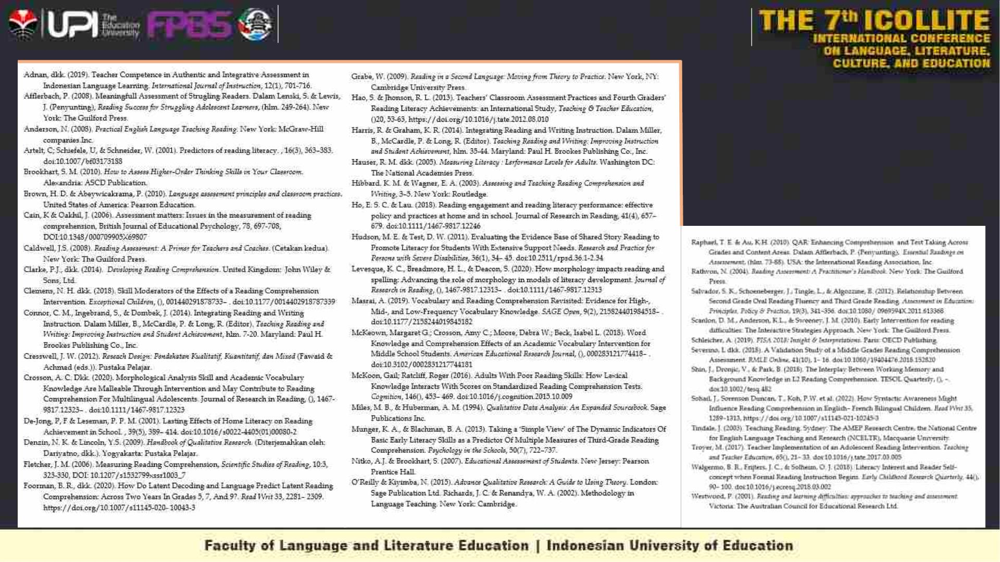 UPI
The
Education
University
FPBS
THE 7th ICOLLITE
INTERNATIONAL CONFERENCE
ON LANGUAGE, LITERATURE,
CULTURE, AND EDUCATION
Adnan, dkk. (2019). Teacher Competence in Authentic and Integrative Assessment in
Indonesian Language Learning. International Journal of Instruction, 12(1), 701-716.
Afflerbach, P. (2008). Meaningfull Assessment of Strugling Readers. Dalam Lenski, S. & Lewis,
J. (Penyunting), Reading Success for Struggling Adolescent Learners, (hlm. 249-264). New
York: The Guilford Press.
Anderson, N. (2008). Practical English Language Teaching Reading. New York: McGraw-Hill
companies.Inc.
Artelt, C; Schiefele, U, & Schneider, W. (2001). Predictors of reading literacy. , 16(3), 363–383.
doi:10.1007/bf03173188
Brookhart, S. M. (2010). How to Assess Higher-Order Thinking Skills in Your Classroom.
Alexandria: ASCD Publication.
Brown, H. D. & Abeywicakrama, P. (2010). Language assessement principles and classroom practices.
United States of America: Pearson Education.
Cain, K & Oakhil, J. (2006). Assessment matters: Issues in the measurement of reading
comprehension, British Journal of Educational Psychology, 78, 697-708,
DOI:10.1348/000709905X69807
Caldwell, J.S. (2008). Reading Assessment: A Primer for Teachers and Coaches. (Cetakan kedua).
New York: The Guilford Press.
Clarke, P.J., dkk. (2014). Developing Reading Comprehension. United Kingdom: John Wiley &
Sons, Ltd.
Clemens, N. H. dkk. (2018). Skill Moderators of the Effects of a Reading Comprehension
Intervention. Exceptional Children, (), 001440291878733– . doi:10.1177/0014402918787339
Connor, C. M., Ingebrand, S., & Dombek, J. (2014). Integrating Reading and Writing
Instruction. Dalam Miller, B., McCardle, P. & Long, R. (Editor). Teaching Reading and
Writing: Improving Instruction and Student Achievement, hlm. 7-20. Maryland: Paul H.
Brookes Publishing Co., Inc.
Cresswell, J. W. (2012). Reseach Design: Pendekatan Kualitatif, Kuantitatif, dan Mixed (Fawaid &
Achmad (eds.)). Pustaka Pelajar.
Crosson, A. C. Dkk. (2020). Morphological Analysis Skill and Academic Vocabulary
Knowledge Are Malleable Through Intervention and May Contribute to Reading
Comprehension For Multilingual Adolescents. Journal of Research in Reading, (), 1467-
9817.12323– . doi:10.1111/1467-9817.12323
De-Jong, P, F & Leseman, P. P. M. (2001). Lasting Effects of Home Literacy on Reading
Achievement in School. , 39(5), 389– 414. doi:10.1016/s0022-4405(01)00080-2
Denzin, N. K. & Lincoln, Y.S. (2009). Handbook of Qualitative Research. (Diterjemahkan oleh:
Dariyatno, dkk.). Yogyakarta: Pustaka Pelajar.
Fletcher, J. M. (2006). Measuring Reading Comprehension, Scientific Studies of Reading, 10:3,
323-330, DOI: 10.1207/s1532799xssr1003_7
Foorman, B. R., dkk. (2020). How Do Latent Decoding and Language Predict Latent Reading
Comprehension: Across Two Years In Grades 5, 7, And 9?. Read Writ 33, 2281– 2309.
https://doi.org/10.1007/s11145-020- 10043-3
Grabe, W. (2009). Reading in a Second Language: Moving from Theory to Practice. New York, NY:
Cambridge University Press.
Hao, S. & Jhonson, R. L. (2013). Teachers' Classroom Assessment Practices and Fourth Graders'
Reading Literacy Achievements: an International Study, Teaching & Teacher Education,
()20, 53-63, https://doi.org/10.1016/j.tate.2012.08.010
Harris, R. & Graham, K. R. (2014). Integrating Reading and Writing Instruction. Dalam Miller,
B., McCardle, P. & Long, R. (Editor). Teaching Reading and Writing: Improving Instruction
and Student Achievement, hlm. 35-44. Maryland: Paul H. Brookes Publishing Co., Inc.
Hauser, R. M. dkk. (2005). Measuring Literacy : Lerformance Levels for Adults. Washington DC:
The National Academies Press.
Hibbard. K. M. & Wagner, E. A. (2003). Assessing and Teaching Reading Comprehension and
Writing, 3–5. New York: Routledge.
Ho, E. S. C. & Lau. (2018). Reading engagement and reading literacy performance: effective
policy and practices at home and in school. Journal of Research in Reading, 41(4), 657–
679. doi:10.1111/1467-9817.12246
Hudson, M. E. & Test, D. W. (2011). Evaluating the Evidence Base of Shared Story Reading to
Promote Literacy for Students With Extensive Support Needs. Research and Practice for
Persons with Severe Disabilities, 36(1), 34– 45. doi:10.2511/rpsd.36.1-2.34
Levesque, K. C., Breadmore, H. L., & Deacon, S. (2020). How morphology impacts reading and
spelling: Advancing the role of morphology in models of literacy development. Journal of
Research in Reading, (), 1467-9817.12313– . doi:10.1111/1467-9817.12313
Masrai, A. (2019). Vocabulary and Reading Comprehension Revisited: Evidence for High-,
Mid-, and Low-Frequency Vocabulary Knowledge. SAGE Open, 9(2), 215824401984518– .
doi:10.1177/2158244019845182
McKeown, Margaret G.; Crosson, Amy C.; Moore, Debra W.; Beck, Isabel L. (2018). Word
Knowledge and Comprehension Effects of an Academic Vocabulary Intervention for
Middle School Students. American Educational Research Journal, (), 000283121774418– .
doi:10.3102/0002831217744181
McKoon, Gail; Ratcliff, Roger (2016). Adults With Poor Reading Skills: How Lexical
Knowledge Interacts With Scores on Standardized Reading Comprehension Tests.
Cognition, 146(), 453– 469. doi:10.1016/j.cognition.2015.10.009
Miles, M. B., & Huberman, A. M. (1994). Qualitative Data Analysis: An Expanded Sourcebook. Sage
Publications Inc.
Munger, K. A., & Blachman, B. A. (2013). Taking a 'Simple View' of The Dynamic Indicators Of
Basic Early Literacy Skills as a Predictor Of Multiple Measures of Third-Grade Reading
Comprehension. Psychology in the Schools, 50(7), 722–737.
Nitko, A.J. & Brookhart, S. (2007). Educational Assessesment of Students. New Jersey: Pearson
Prentice Hall.
O'Reilly & Kiyimba, N. (2015). Advance Qualitative Research: A Guide to Using Theory. London:
Sage Publication Ltd. Richards, J. C. & Renandya, W. A. (2002). Methodology in
Language Teaching. New York: Cambridge.
Raphael, T. E. & Au, K.H. (2010). QAR: Enhancing Comprehension and Test Taking Across
Grades and Content Areas. Dalam Afflerbach, P. (Penyunting), Essential Readings on
Assessment, (hlm. 73-88). USA: the International Reading Association, Inc.
Rathvon, N. (2004). Reading Assessment: A Practitioner's Handbook. New York: The Guilford
Press.
Salvador, S. K., Schoeneberger, J., Tingle, L., & Algozzine, B. (2012). Relationship Between
Second Grade Oral Reading Fluency and Third Grade Reading. Assessment in Education:
Principles, Policy & Practice, 19(3), 341–356. doi:10.1080/ 0969594X.2011.613368
Scanlon, D. M., Anderson, K.L., & Sweeney, J. M. (2010). Early Intervention for reading
difficulties: The Interactive Strategies Approach. New York: The Guilford Press.
Schleicher, A. (2019). PISA 2018: Insight & Interpretations. Paris: OECD Publishing.
Severino, L dkk. (2018). A Validation Study of a Middle Grades Reading Comprehension
Assessment. RMLE Online, 41(10), 1– 16. doi:10.1080/19404476.2018.152820
Shin, J., Dronjic, V., & Park, B. (2018). The Interplay Between Working Memory and
Background Knowledge in L2 Reading Comprehension. TESOL Quarterly, (), –.
doi:10.1002/tesq.482
Sohail, J., Sorenson Duncan, T., Koh, P.W. et al. (2022). How Syntactic Awareness Might
Influence Reading Comprehension in English– French Bilingual Children. Read Writ 35,
1289–1313, https://doi.org/10.1007/s11145-021-10245-3
Tindale, J. (2003). Teaching Reading. Sydney: The AMEP Research Centre, the National Centre
for English Language Teaching and Research (NCELTR), Macquarie University.
Troyer, M. (2017). Teacher Implementation of an Adolescent Reading Intervention. Teaching
and Teacher Education, 65(), 21– 33. doi:10.1016/j.tate.2017.03.005
Walgermo, B. R., Frijters, J. C., & Solheim, O. J. (2018). Literacy Interest and Reader Self-
concept when Formal Reading Instruction Begins. Early Childhood Research Quarterly, 44(),
90– 100. doi:10.1016/j.ecresq.2018.03.002
Westwood, P. (2001). Reading and learning difficulties: approaches to teaching and assessment.
Victoria: The Australian Council for Educational Research Ltd.
Faculty of Language and Literature Education | Indonesian University of Education